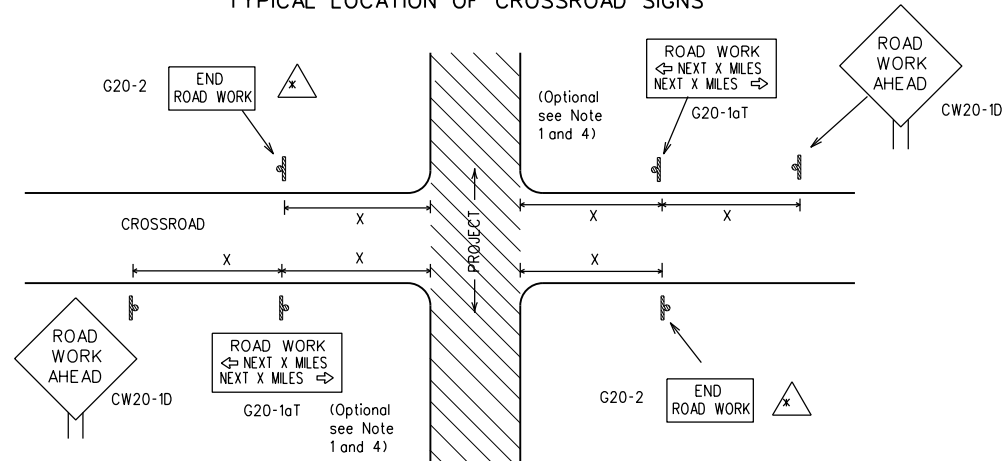 TYPICAL LOCATION OF CROSSROAD SIGNS
G20-2
END
ROAD WORK
*
(Optional
see Note
1 and 4)
ROAD WORK
⇦ NEXT X MILES
NEXT X MILES ⇨
G20-1aT
ROAD
WORK
AHEAD
CW20-1D
X
X
X
CROSSROAD
PROJECT
X
X
X
ROAD
WORK
AHEAD
CW20-1D
ROAD WORK
⇦ NEXT X MILES
NEXT X MILES ⇨
G20-1aT
(Optional
see Note
1 and 4)
G20-2
END
ROAD WORK
*